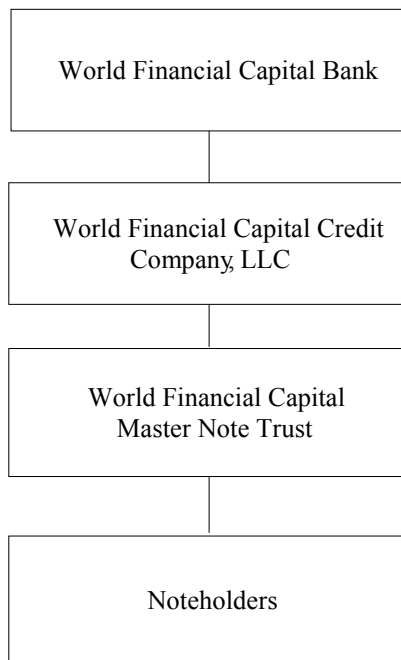 World Financial Capital Bank
World Financial Capital Credit
Company, LLC
World Financial Capital
Master Note Trust
Noteholders